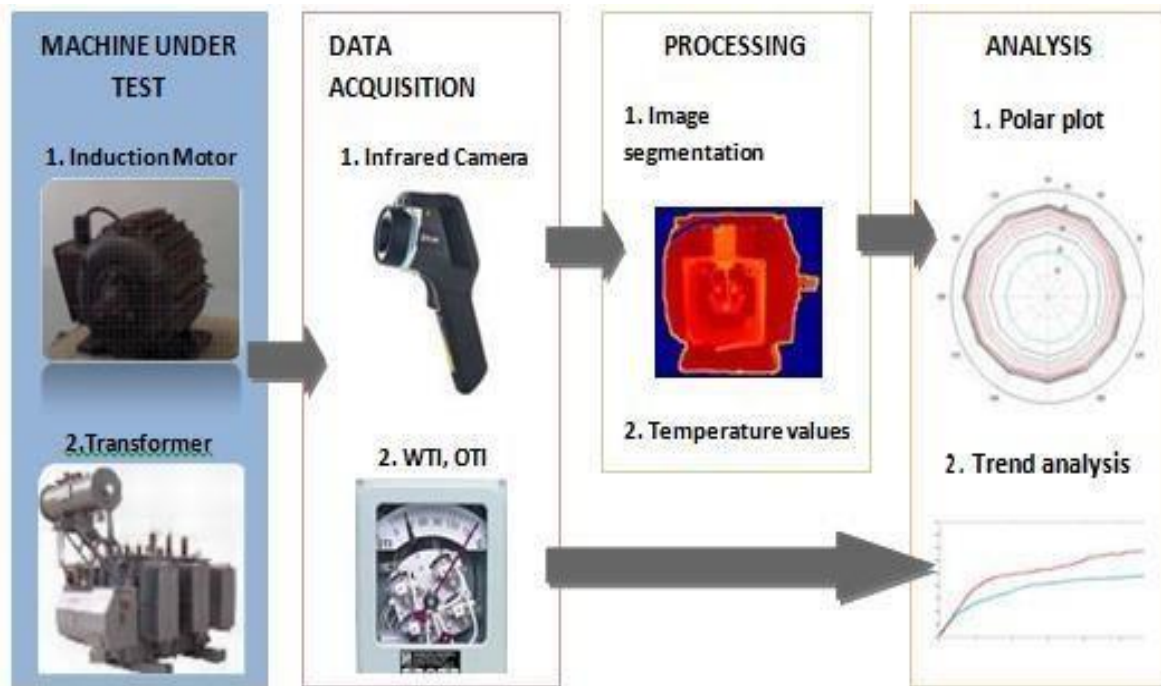 MACHINE UNDER
TEST
1. Induction Motor
2.Transformer
DATA
ACQUISITION
1. Infrared Camera
2. WTI, OTI
PROCESSING
1. Image
segmentation
2. Temperature values
ANALYSIS
1. Polar plot
2. Trend analysis